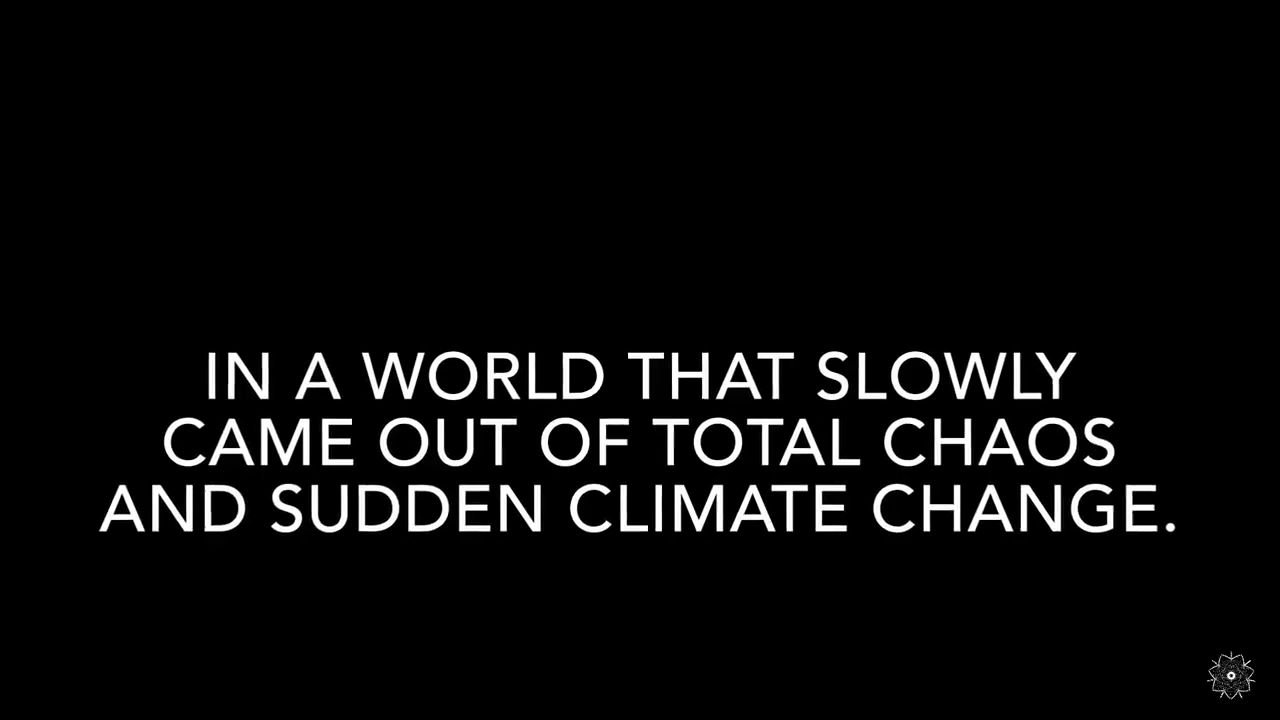 IN A WORLD THAT SLOWLY
CAME OUT OF TOTAL CHAOS
AND SUDDEN CLIMATE CHANGE.